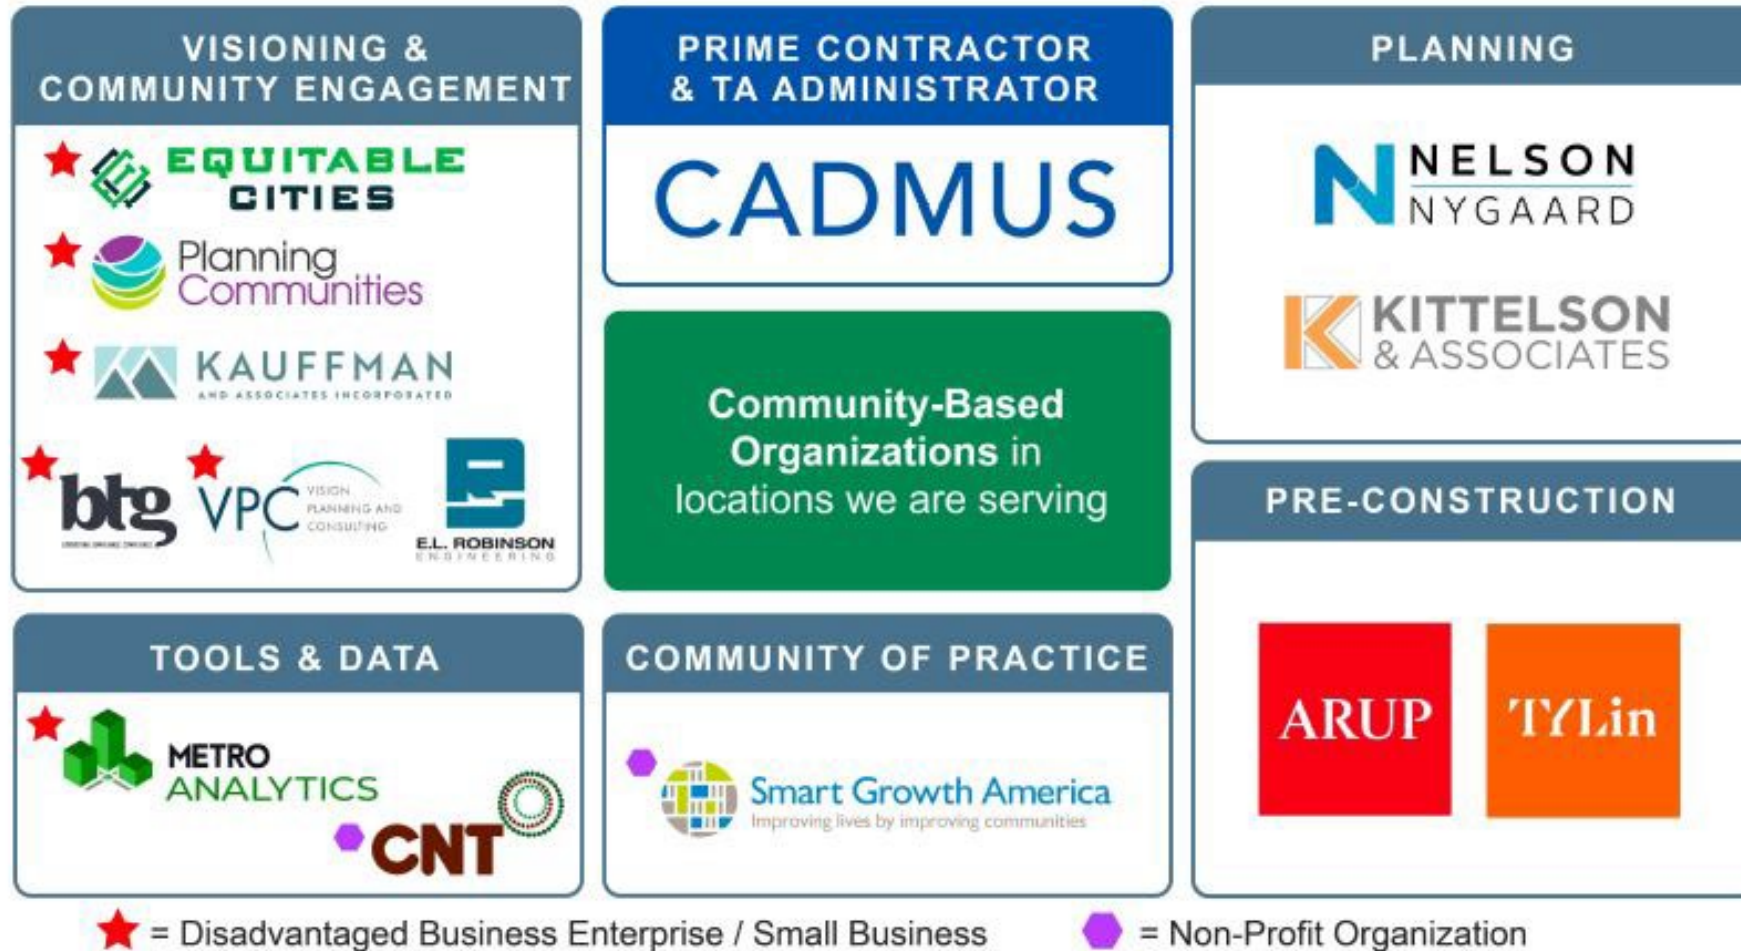 VISIONING &
COMMUNITY ENGAGEMENT
EQUITABLE
CITIES
Planning
Communities
KAUFFMAN
AND ASSOCIATES INCORPORATED
btg
VPC
VISION
PLANNING AND
CONSULTING
E.L. ROBINSON
ENGINEERING
PRIME CONTRACTOR
& TA ADMINISTRATOR
CADMUS
Community-Based
Organizations in
locations we are serving
PLANNING
NELSON
NYGAARD
KITTELSON
& ASSOCIATES
PRE-CONSTRUCTION
ARUP
TYLin
TOOLS & DATA
METRO
ANALYTICS
CNT
COMMUNITY OF PRACTICE
Smart Growth America
Improving lives by improving communities
= Disadvantaged Business Enterprise / Small Business
= Non-Profit Organization